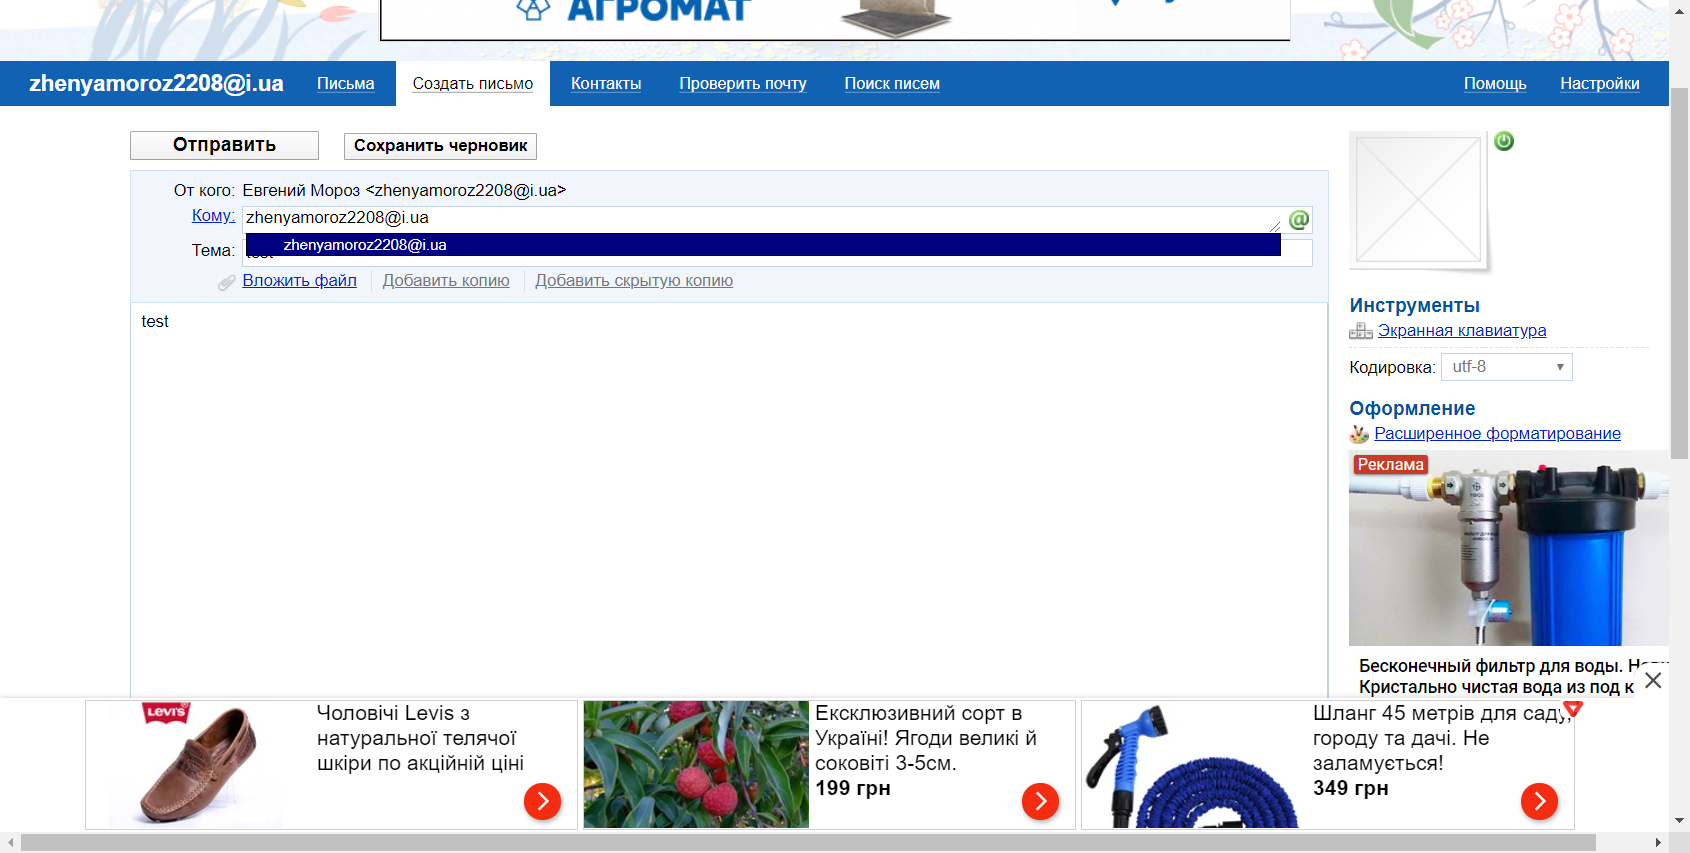 АГРОМАТ
zhenyamoroz2208@i.ua Письма Создать письмо Контакты Проверить почту Поиск писем Помощь Настройки
Отправить Сохранить черновик
От кого: Евгений Мороз <zhenyamoroz2208@i.ua>
Кому: zhenyamoroz2208@i.ua
zhenyamoroz2208@i.ua
Тема: test
Вложить файл Добавить копию Добавить скрытую копию
test
Инструменты
Экранная клавиатура
Кодировка: utf-8
Оформление
Расширенное форматирование
Реклама
Бесконечный фильтр для воды.
Кристально чистая вода из под к
LEVI'S
Чоловічі Levis з
натуральної телячої
шкіри по акційній ціні
Ексклюзивний сорт в
Україні! Ягоди великі й
соковіті 3-5см.
199 грн
Шланг 45 метрів для саду,
городу та дачі. Не
заламується!
349 грн